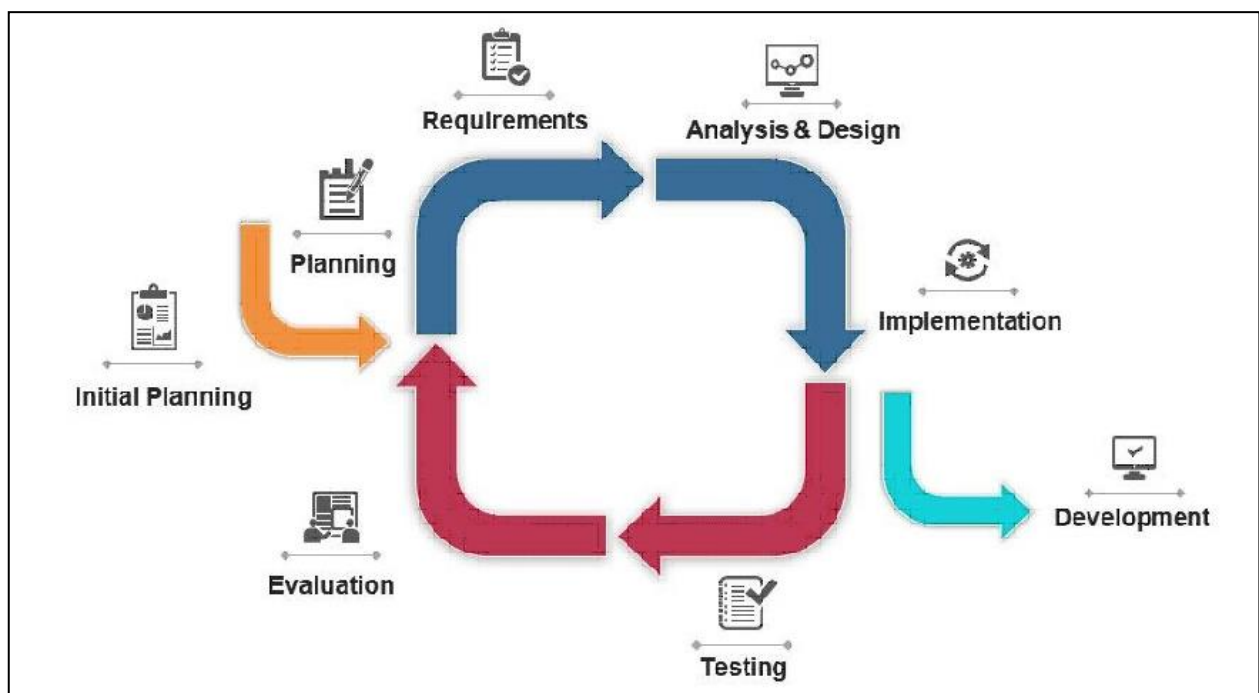 Requirements
Analysis & Design
Planning
Implementation
Initial Planning
Development
Evaluation
Testing